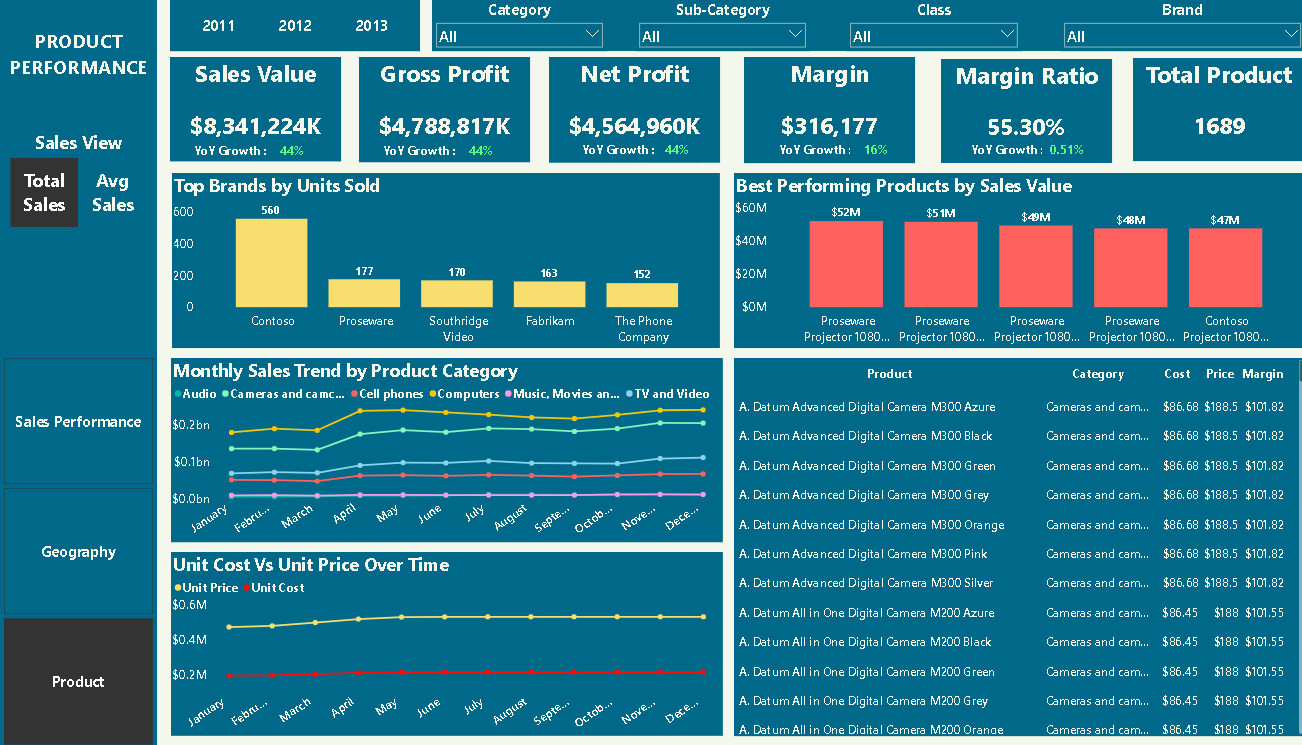 PRODUCT
PERFORMANCE
Sales View
Total
Sales
Avg
Sales
Sales Performance
Geography
Product
2011 2012 2013
Category
All
Sub-Category
All
Class
All
Brand
All
Sales Value
$8,341,224K
YoY Growth : 44%
Gross Profit
$4,788,817K
YoY Growth : 44%
Net Profit
$4,564,960K
YoY Growth : 44%
Margin
$316,177
YoY Growth : 16%
Margin Ratio
55.30%
YoY Growth : 0.51%
Total Product
1689
Top Brands by Units Sold
600
400
200
0
560
177
170
163
152
Contoso
Proseware
Southridge
Video
Fabrikam
The Phone
Company
Best Performing Products by Sales Value
$60M
$40M
$20M
$0M
$52M
$51M
$49M
$48M
$47M
Proseware
Projector 1080...
Proseware
Projector 1080...
Proseware
Projector 1080...
Proseware
Projector 1080...
Contoso
Projector 1080...
Monthly Sales Trend by Product Category
Audio Cameras and camc... Cell phones Computers Music, Movies an... TV and Video
$0.2bn
$0.1bn
$0.0bn
January Febru... March April May June July August Septe... Octob... Nove... Dece...
Unit Cost Vs Unit Price Over Time
Unit Price Unit Cost
$0.6M
$0.4M
$0.2M
January Febru... March April May June July August Septe... Octob... Nove... Dece...
Product Category Cost Price Margin
A. Datum Advanced Digital Camera M300 Azure Cameras and cam... $86.68 $188.5 $101.82
A. Datum Advanced Digital Camera M300 Black Cameras and cam... $86.68 $188.5 $101.82
A. Datum Advanced Digital Camera M300 Green Cameras and cam... $86.68 $188.5 $101.82
A. Datum Advanced Digital Camera M300 Grey Cameras and cam... $86.68 $188.5 $101.82
A. Datum Advanced Digital Camera M300 Orange Cameras and cam... $86.68 $188.5 $101.82
A. Datum Advanced Digital Camera M300 Pink Cameras and cam... $86.68 $188.5 $101.82
A. Datum Advanced Digital Camera M300 Silver Cameras and cam... $86.68 $188.5 $101.82
A. Datum All in One Digital Camera M200 Azure Cameras and cam... $86.45 $188 $101.55
A. Datum All in One Digital Camera M200 Black Cameras and cam... $86.45 $188 $101.55
A. Datum All in One Digital Camera M200 Green Cameras and cam... $86.45 $188 $101.55
A. Datum All in One Digital Camera M200 Grey Cameras and cam... $86.45 $188 $101.55
A. Datum All in One Digital Camera M200 Orange Cameras and cam... $86.45 $188 $101.55